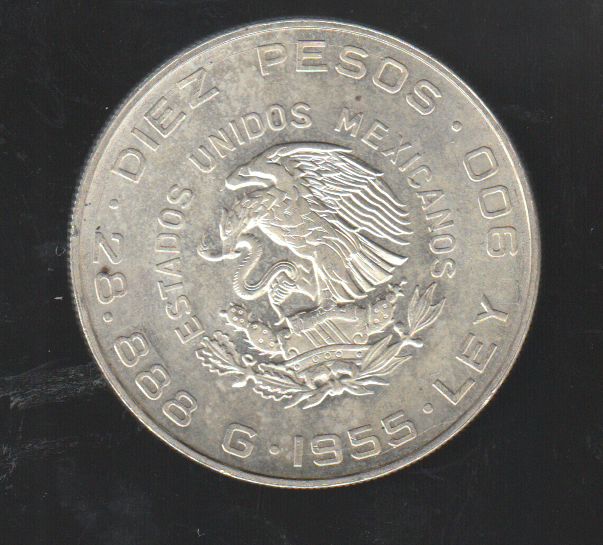 DIEZ PESOS · 900 LEY · 1955 · 28.888 G ·
ESTADOS UNIDOS MEXICANOS